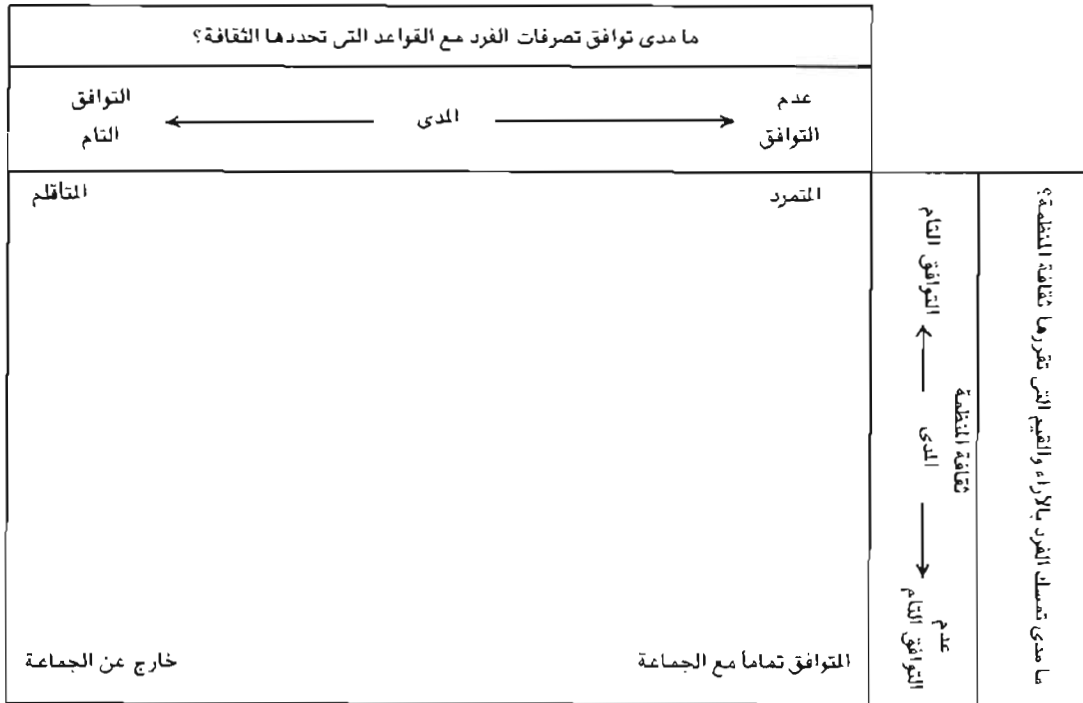 ما مدى توافق تصرفات الفرد مع القواعد التى تحددها الثقافة؟
عدم
التوافق
المدى
التوافق
التام
المتمرد
المتأقلم
التوافق التام
المدى
عدم
التوافق التام
ثقافة المنظمة
ما مدى تمسك الفرد بالآراء والقيم التى تقررها ثقافة المنظمة؟
المتوافق تماماً مع الجماعة
خارج عن الجماعة